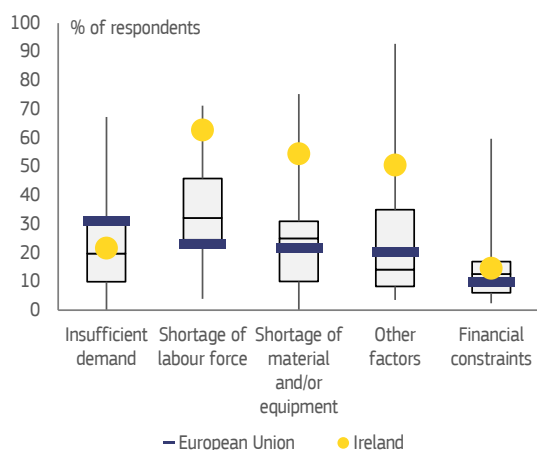 % of respondents
100
90
80
70
60
50
40
30
20
10
0
Insufficient
demand
Shortage of
labour force
Shortage of
material
and/or
equipment
Other
factors
Financial
constraints
European Union
Ireland